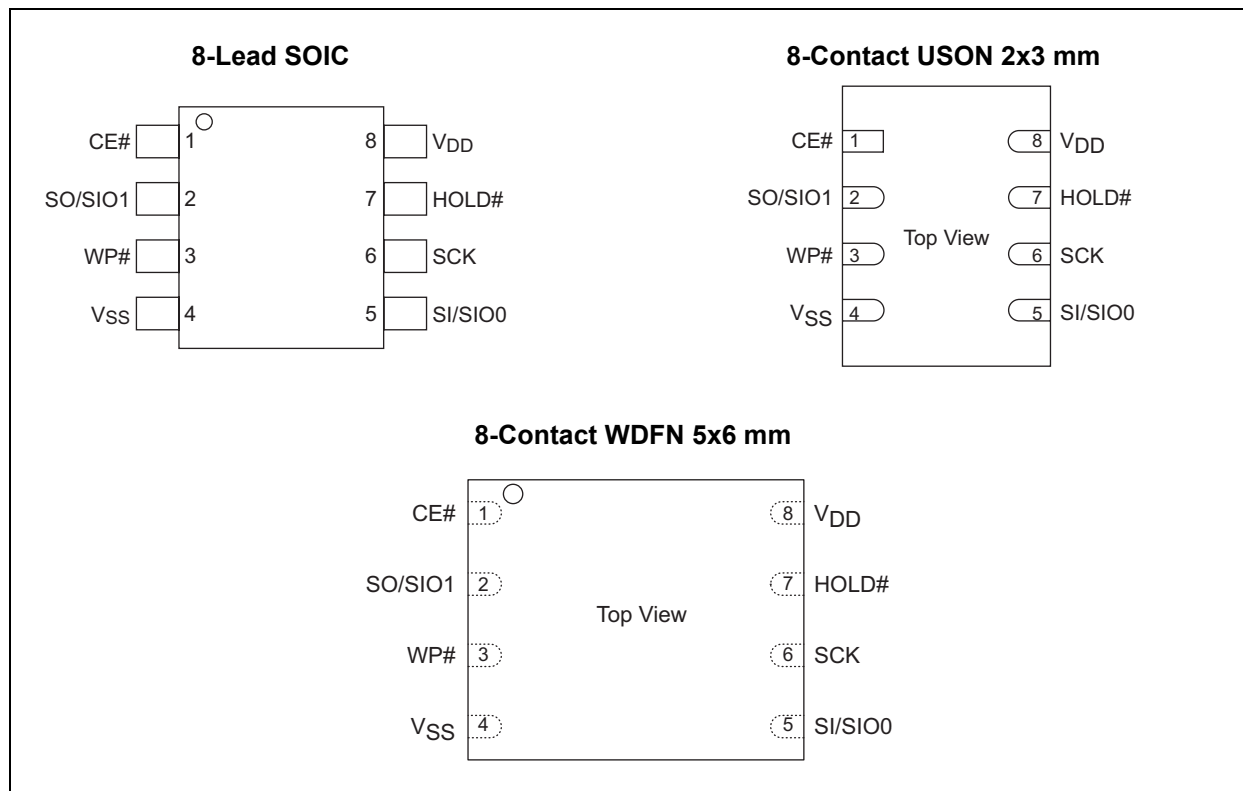 8-Lead SOIC
CE# 1 8 VDD
SO/SIO1 2 7 HOLD#
WP# 3 6 SCK
VSS 4 5 SI/SIO0
8-Contact USON 2x3 mm
CE# 1 8 VDD
SO/SIO1 2 7 HOLD#
Top View
WP# 3 6 SCK
VSS 4 5 SI/SIO0
8-Contact WDFN 5x6 mm
CE# 1 8 VDD
SO/SIO1 2 7 HOLD#
Top View
WP# 3 6 SCK
VSS 4 5 SI/SIO0